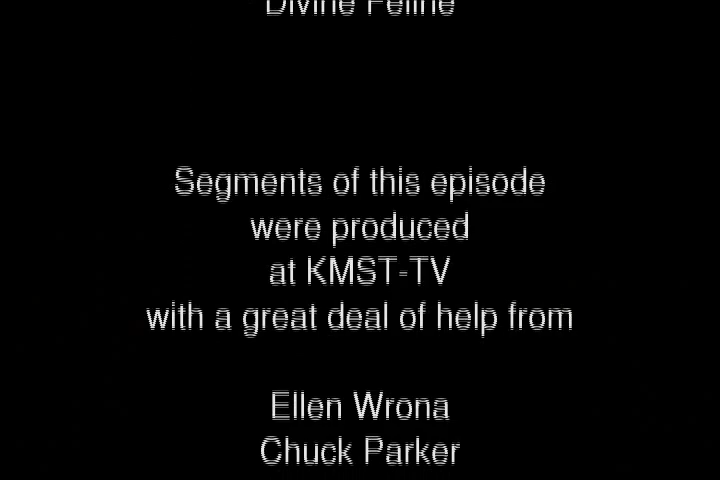 Divine Feline
Segments of this episode
were produced
at KMST-TV
with a great deal of help from
Ellen Wrona
Chuck Parker